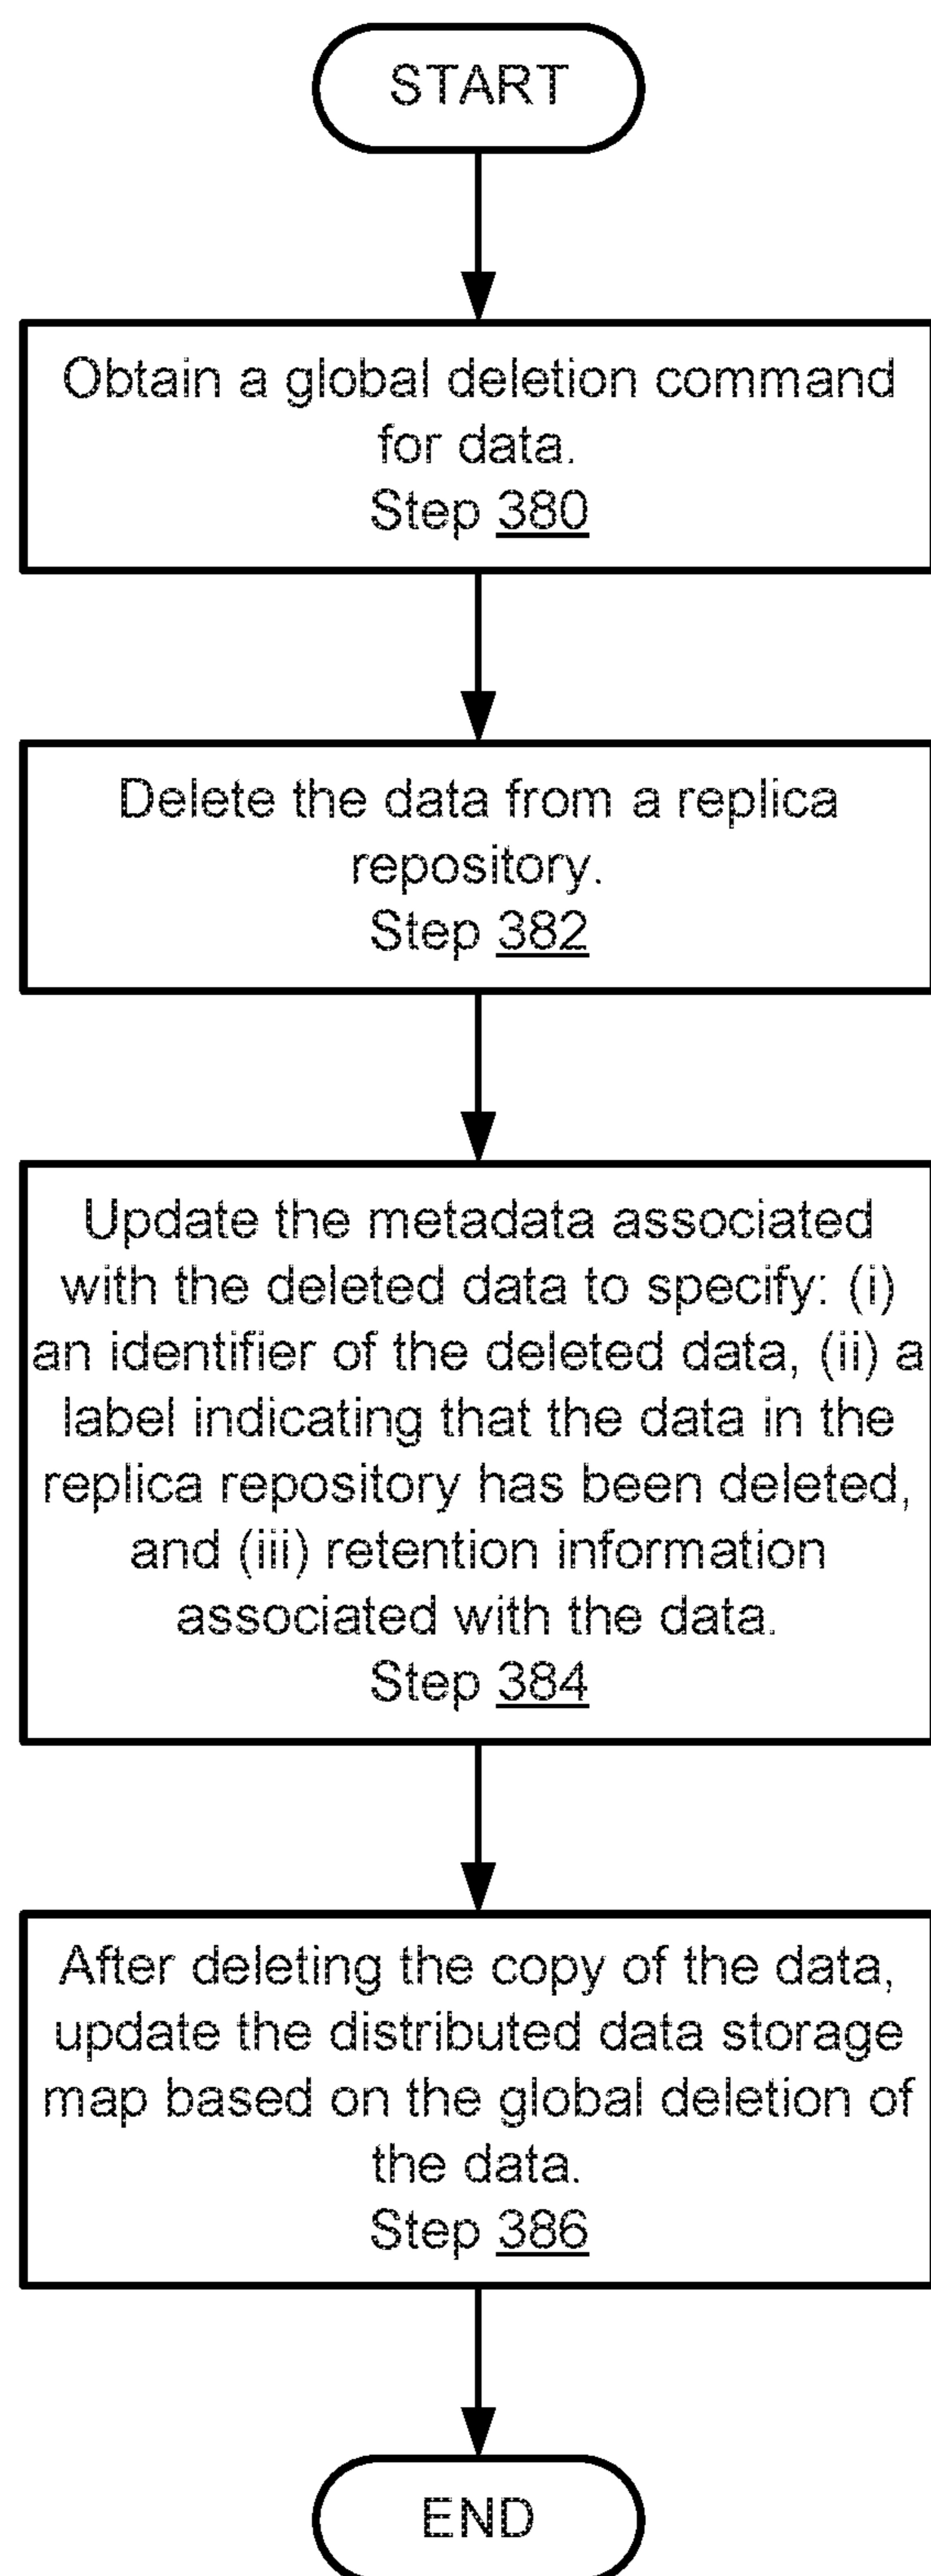 START
Obtain a global deletion command
for data.
Step 380
Delete the data from a replica
repository.
Step 382
Update the metadata associated
with the deleted data to specify: (i)
an identifier of the deleted data, (ii) a
label indicating that the data in the
replica repository has been deleted,
and (iii) retention information
associated with the data.
Step 384
After deleting the copy of the data,
update the distributed data storage
map based on the global deletion of
the data.
Step 386
END